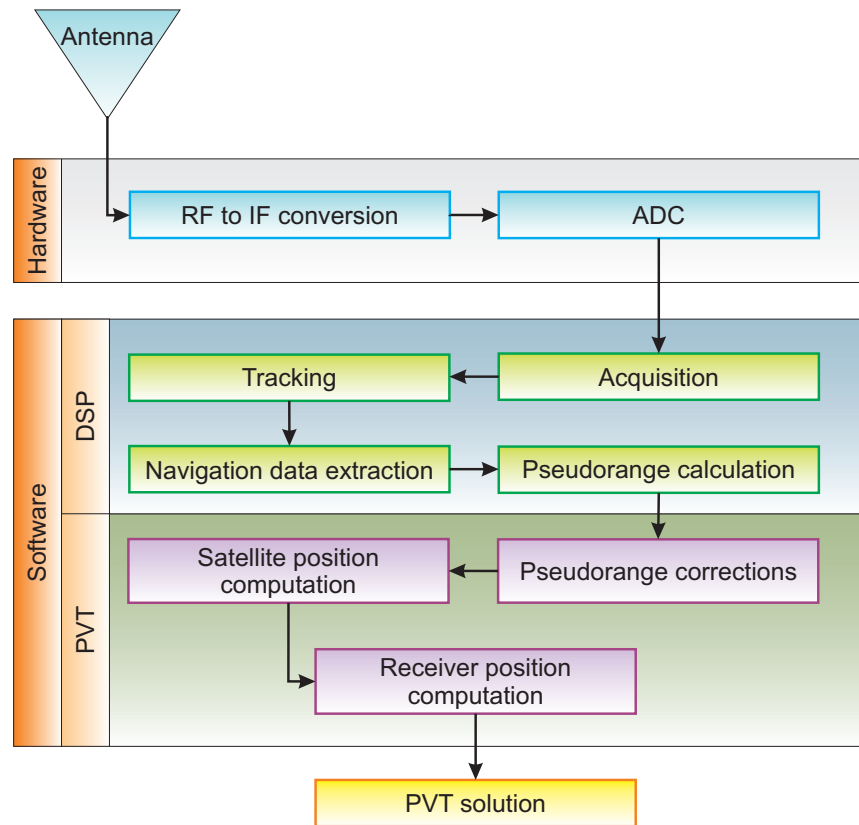 Antenna
Hardware
RF to IF conversion
ADC
Software
DSP
Tracking
Acquisition
Navigation data extraction
Pseudorange calculation
PVT
Satellite position
computation
Pseudorange corrections
Receiver position
computation
PVT solution